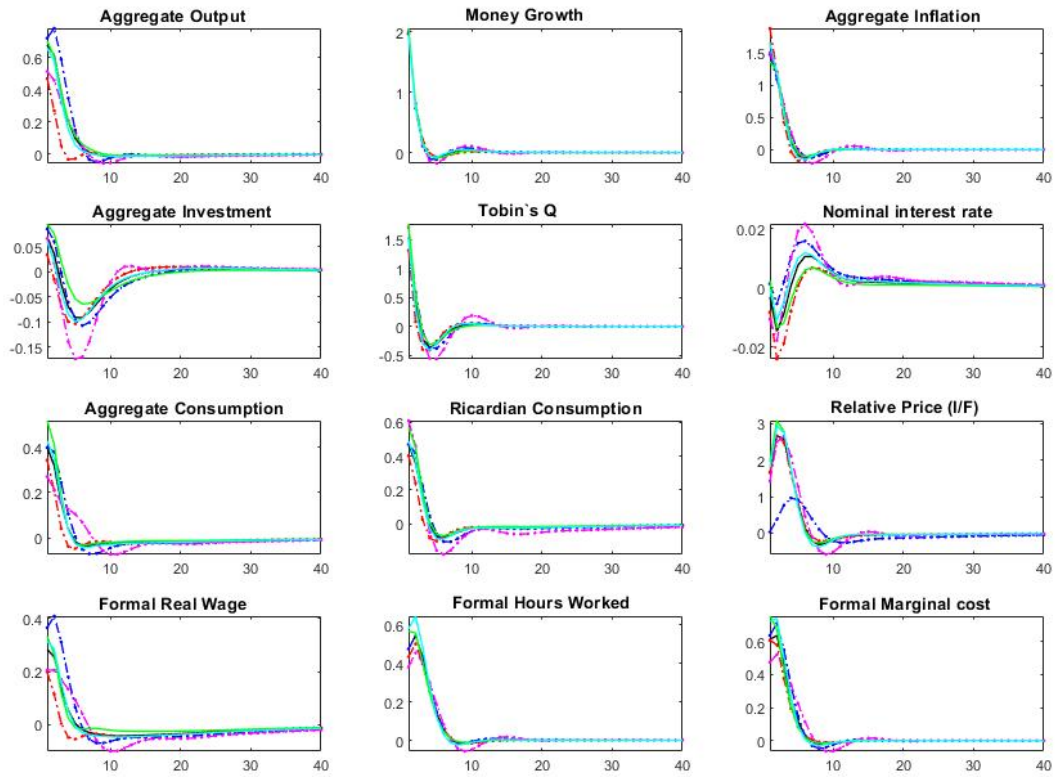 Aggregate Output
0.6
0.4
0.2
0
10 20 30 40
Money Growth
2
1
0
10 20 30 40
Aggregate Inflation
1.5
1
0.5
0
10 20 30 40
Aggregate Investment
0.05
0
-0.05
-0.1
-0.15
10 20 30 40
Tobin`s Q
1.5
1
0.5
0
-0.5
10 20 30 40
Nominal interest rate
0.02
0
-0.02
10 20 30 40
Aggregate Consumption
0.4
0.2
0
10 20 30 40
Ricardian Consumption
0.6
0.4
0.2
0
10 20 30 40
Relative Price (I/F)
3
2
1
0
10 20 30 40
Formal Real Wage
0.4
0.2
0
10 20 30 40
Formal Hours Worked
0.6
0.4
0.2
0
10 20 30 40
Formal Marginal cost
0.6
0.4
0.2
0
10 20 30 40